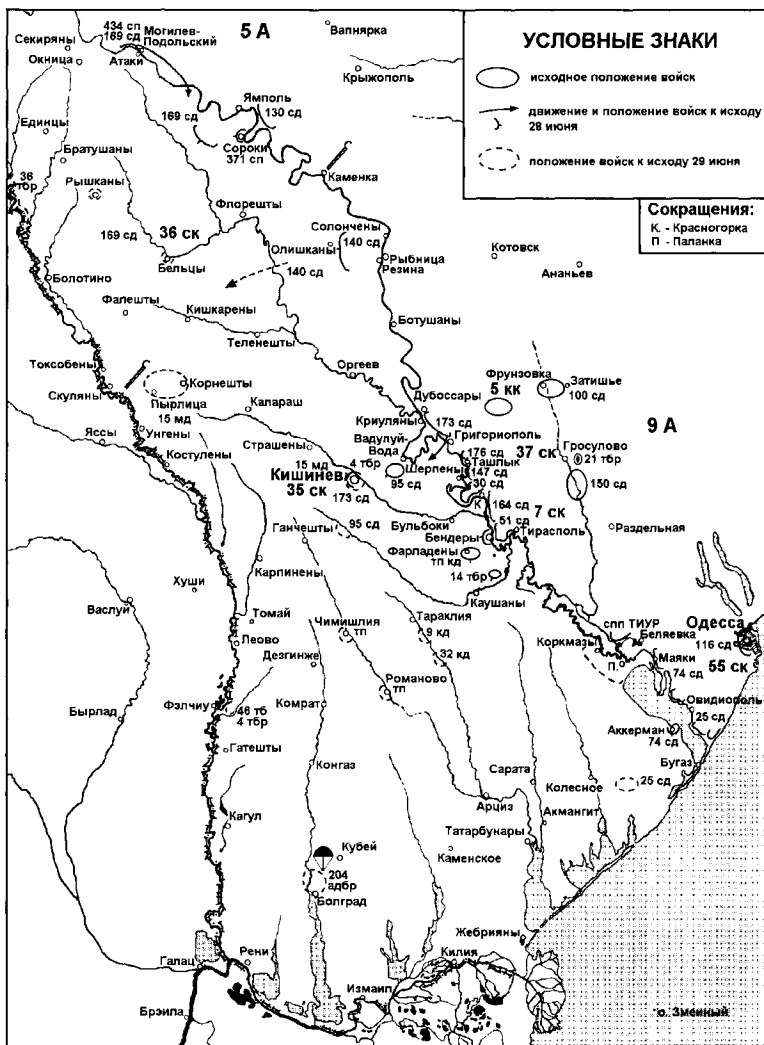 434 сп
169 сд
Могилев-
Подольский
5 А
Вапнярка
Секиряны
Окница
Атаки
Крыжополь
УСЛОВНЫЕ ЗНАКИ
исходное положение войск
движение и положение войск к исходу
28 июня
положение войск к исходу 29 июня
Сокращения:
К. - Красногорка
П - Паланка
169 сд
Ямполь
130 сд
Единцы
Братушаны
Сороки
371 сп
Каменка
36
тбр
Рышканы
Флорешты
169 сд
36 ск
Солончены
140 сд
Олишканы
140 сд
Рыбница
Резина
Котовск
Ананьев
Бельцы
Болотино
Фалешты
Кишкарены
Теленешты
Ботушаны
Токсобены
Скуляны
Корнешты
Пырлица
15 мд
Оргеев
Калараш
Дубоссары
Фрунзовка
5 кк
Затишье
100 сд
9 А
Криуляны
173 сд
Яссы
Унгены
Костулены
Страшены
Вадулуй-
Вода
Григориополь
37 ск
Гросулово
21 тбр
15 мд
4 тбр
Шерпены
176 сд
Ташлык
147 сд
30 сд
Кишинев
35 ск
173 сд
95 сд
К
150 сд
164 сд
7 ск
51 сд
Тирасполь
Раздельная
Ганчешты
95 сд
Бульбоки
Бендеры
Фарладены
тп кд
14 тбр
Каушаны
Хуши
Карпинены
Васлуй
Томай
Чимишлия
тп
Тараклия
9 кд
32 кд
спп ТИУР
Коркмазы
Беляевка
Одесса
116 сд
55 ск
П.
Маяки
74 сд
Леово
Дезгинже
Романово
тп
Овидиополь
25 сд
Фэлчиу
46 тб
4 тбр
Комрат
Аккерман
74 сд
Бырлад
Гатешты
Конгаз
Сарата
Колесное
25 сд
Бугаз
Арциз
Акмангит
Кагул
Татарбунары
Кубей
Каменское
204
адбр
Болград
Жебрияны
Галац
Рени
Килия
Измаил
Брэила
о. Змеиный